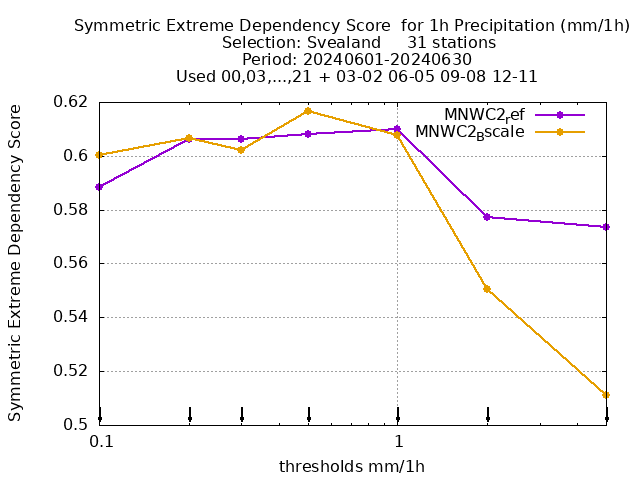 Symmetric Extreme Dependency Score  for 1h Precipitation (mm/1h)
Selection: Svealand     31 stations
Period: 20240601-20240630
Used 00,03,...,21 + 03-02 06-05 09-08 12-11
Symmetric Extreme Dependency Score
0.62
0.6
0.58
0.56
0.54
0.52
0.5
MNWC2_ref
MNWC2_Bscale
0.1
1
thresholds mm/1h